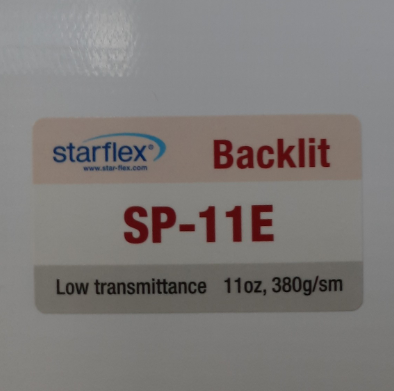 starflex® Backlit
www.star-flex.com
SP-11E
Low transmittance 11oz, 380g/sm